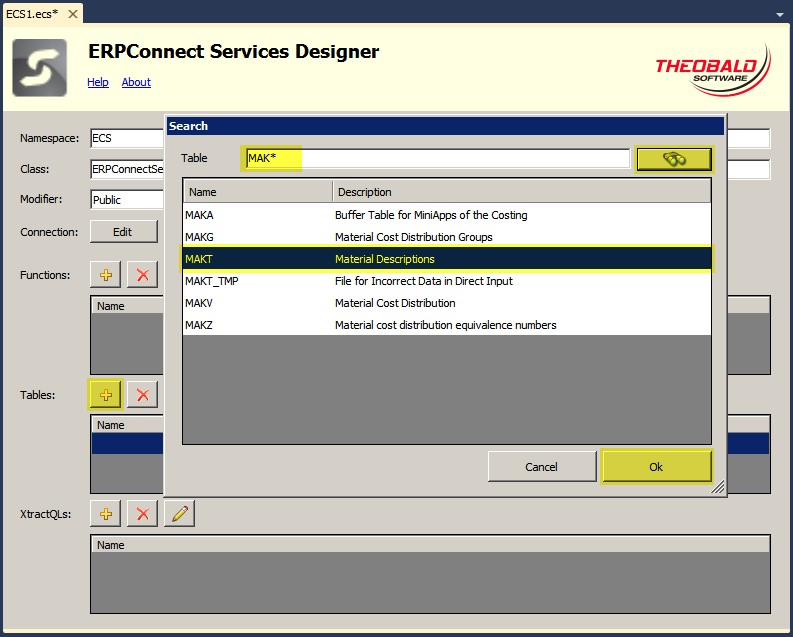 ECS1.ecs*
ERPConnect Services Designer
Help About
THEOBALD
SOFTWARE
Search
Namespace: ECS
Table MAK*
Class: ERPConnectSe
Name Description
Modifier: Public
MAKA Buffer Table for MiniApps of the Costing
Connection: Edit
MAKG Material Cost Distribution Groups
MAKT Material Descriptions
Functions:
MAKT_TMP File for Incorrect Data in Direct Input
Name
MAKV Material Cost Distribution
MAKZ Material cost distribution equivalence numbers
Tables:
Name
Cancel Ok
XtractQLs:
Name